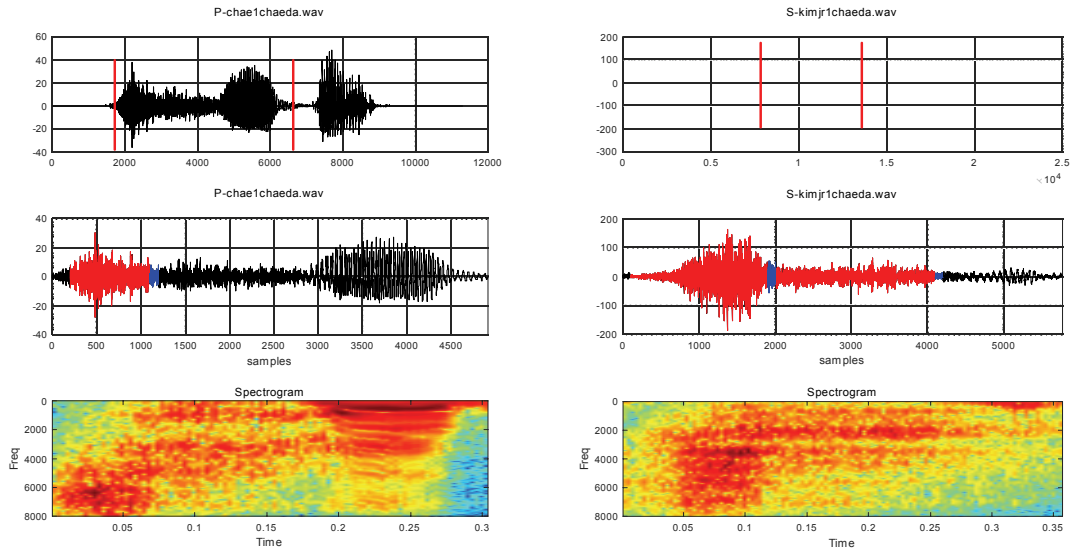 P-chae1chaeda.wav
60
40
20
0
-20
-40
0 2000 4000 6000 8000 10000 12000
P-chae1chaeda.wav
40
20
0
-20
-40
0 500 1000 1500 2000 2500 3000 3500 4000 4500
samples
Spectrogram
0
2000
4000
6000
8000
Freq
0.05 0.1 0.15 0.2 0.25 0.3
Time
S-kimjr1chaeda.wav
200
100
0
-100
-200
-300
0 0.5 1 1.5 2 2.5
× 10⁴
S-kimjr1chaeda.wav
200
100
0
-100
-200
0 1000 2000 3000 4000 5000
samples
Spectrogram
0
2000
4000
6000
8000
Freq
0.05 0.1 0.15 0.2 0.25 0.3 0.35
Time